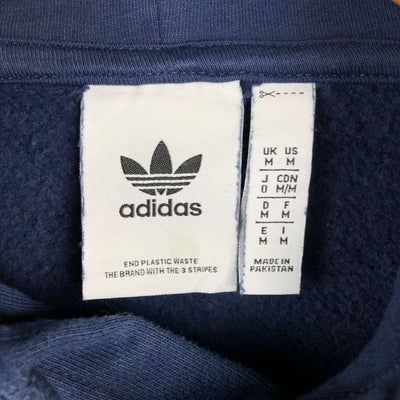 adidas
END PLASTIC WASTE
THE BRAND WITH THE 3 STRIPES
UK US
M M
J CDN
O M/M
D F
M M
E I
M M
MADE IN
PAKISTAN